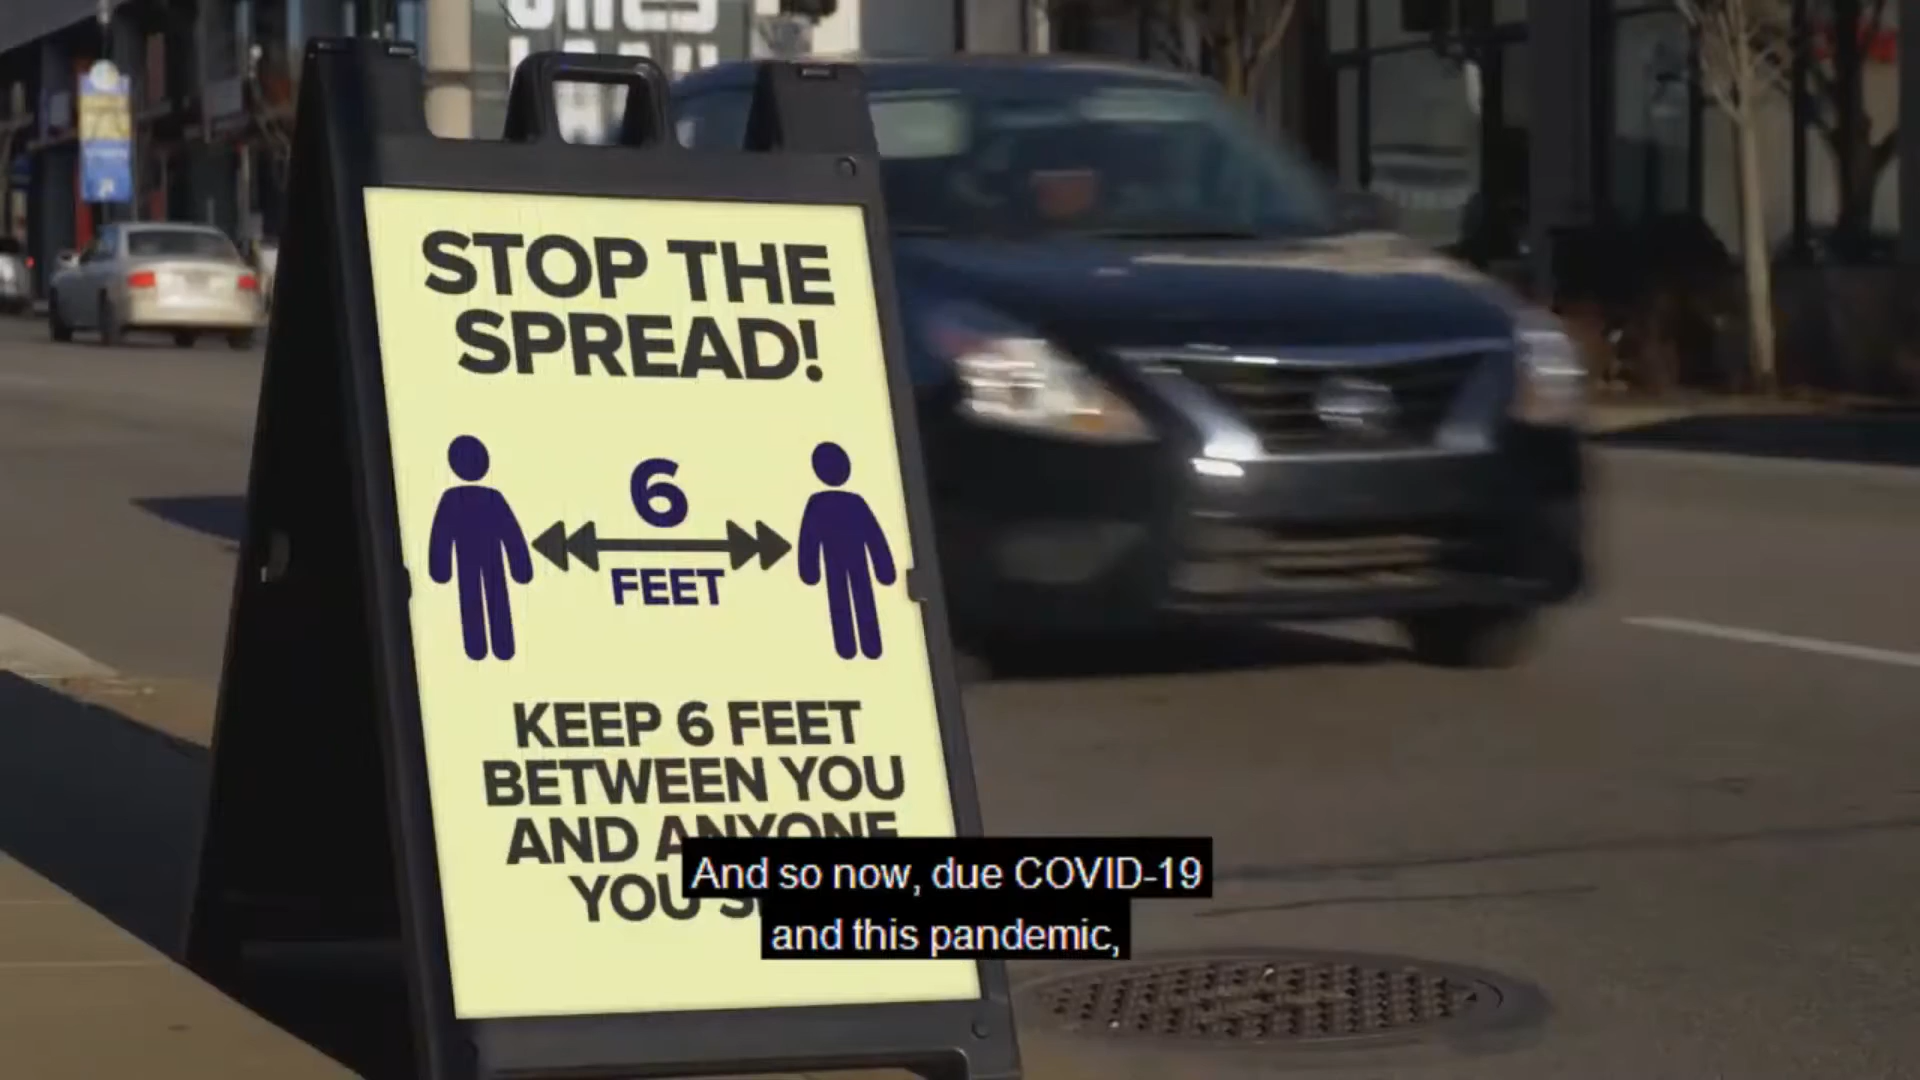 STOP THE
SPREAD!
6
FEET
KEEP 6 FEET
BETWEEN YOU
AND ANYONE
YOU
And so now, due COVID-19
and this pandemic,